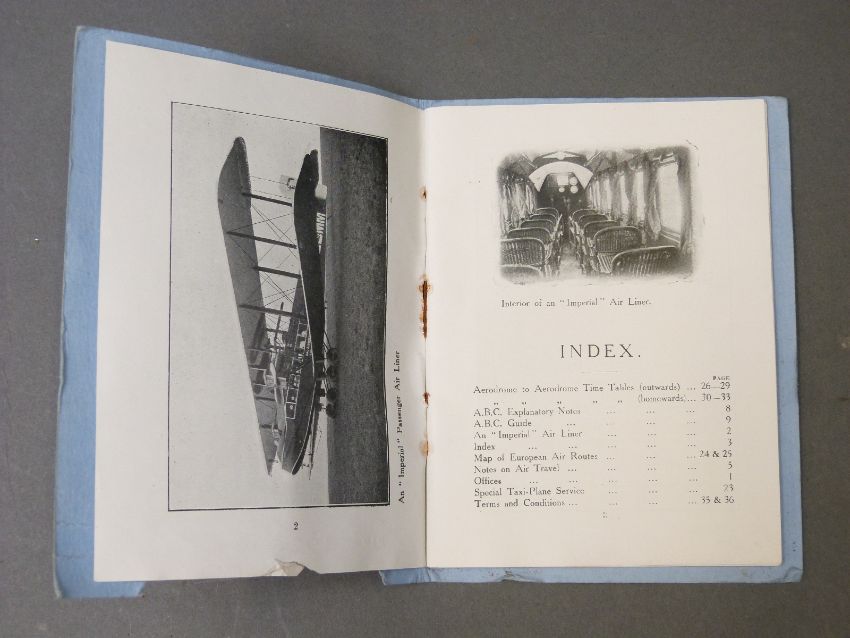 An "Imperial" Passenger Air Liner
2
Interior of an "Imperial" Air Liner.
INDEX.
PAGE
Aerodrome to Aerodrome Time Tables (outwards) ... 26—29
„ „ „ „ „ (homewards)... 30—33
A.B.C. Explanatory Notes ... ... ... 8
A.B.C. Guide ... ... ... 9
An "Imperial" Air Liner ... ... ... 2
Index ... ... ... ... 3
Map of European Air Routes ... ... ... 24 & 25
Notes on Air Travel ... ... ... ... 5
Offices ... ... ... ... ... 1
Special Taxi-Plane Service ... ... ... 23
Terms and Conditions ... ... ... ... 35 & 36